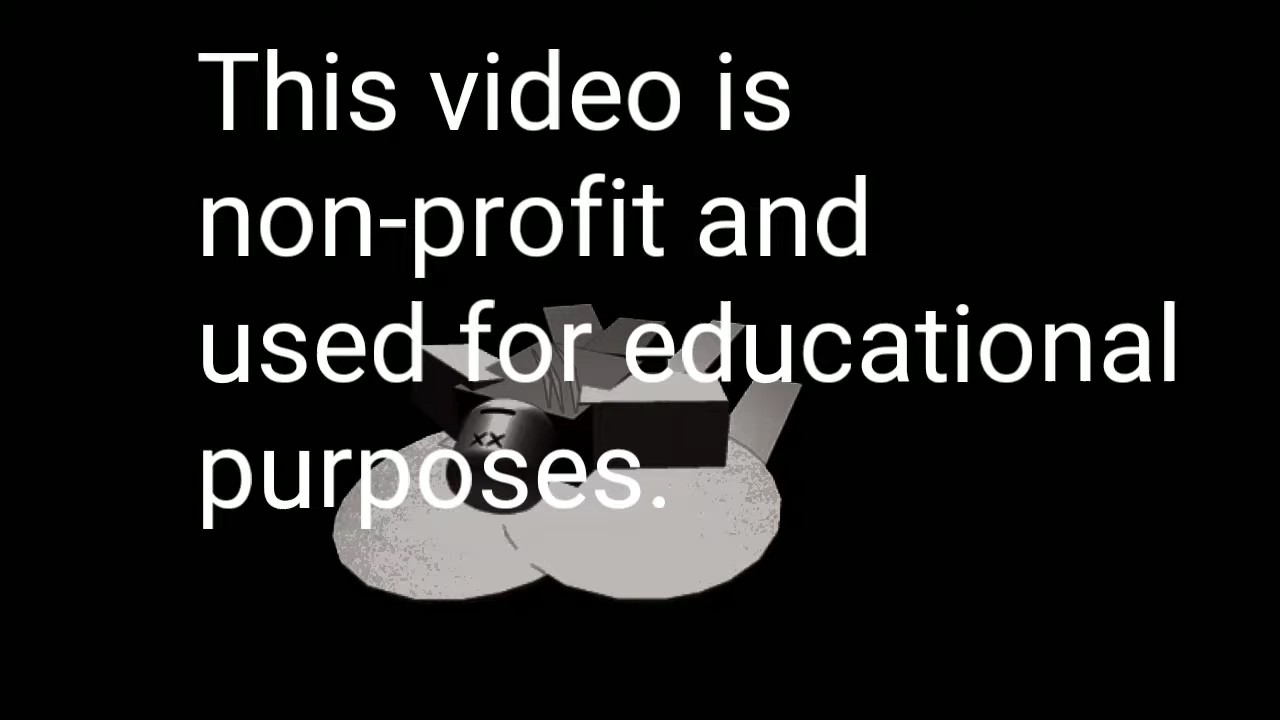 This video is
non-profit and
used for educational
purposes.